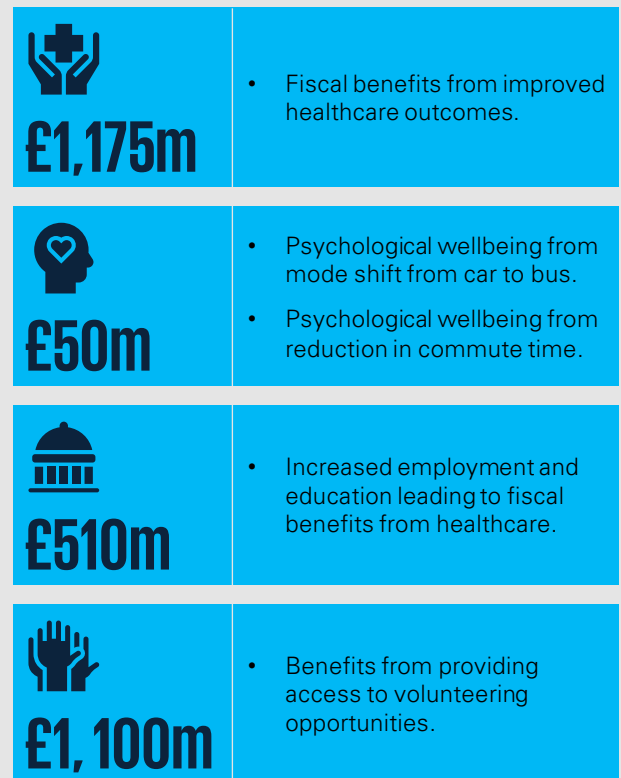 £1,175m
• Fiscal benefits from improved
healthcare outcomes.
£50m
• Psychological wellbeing from
mode shift from car to bus.
• Psychological wellbeing from
reduction in commute time.
£510m
• Increased employment and
education leading to fiscal
benefits from healthcare.
£1, 100m
• Benefits from providing
access to volunteering
opportunities.